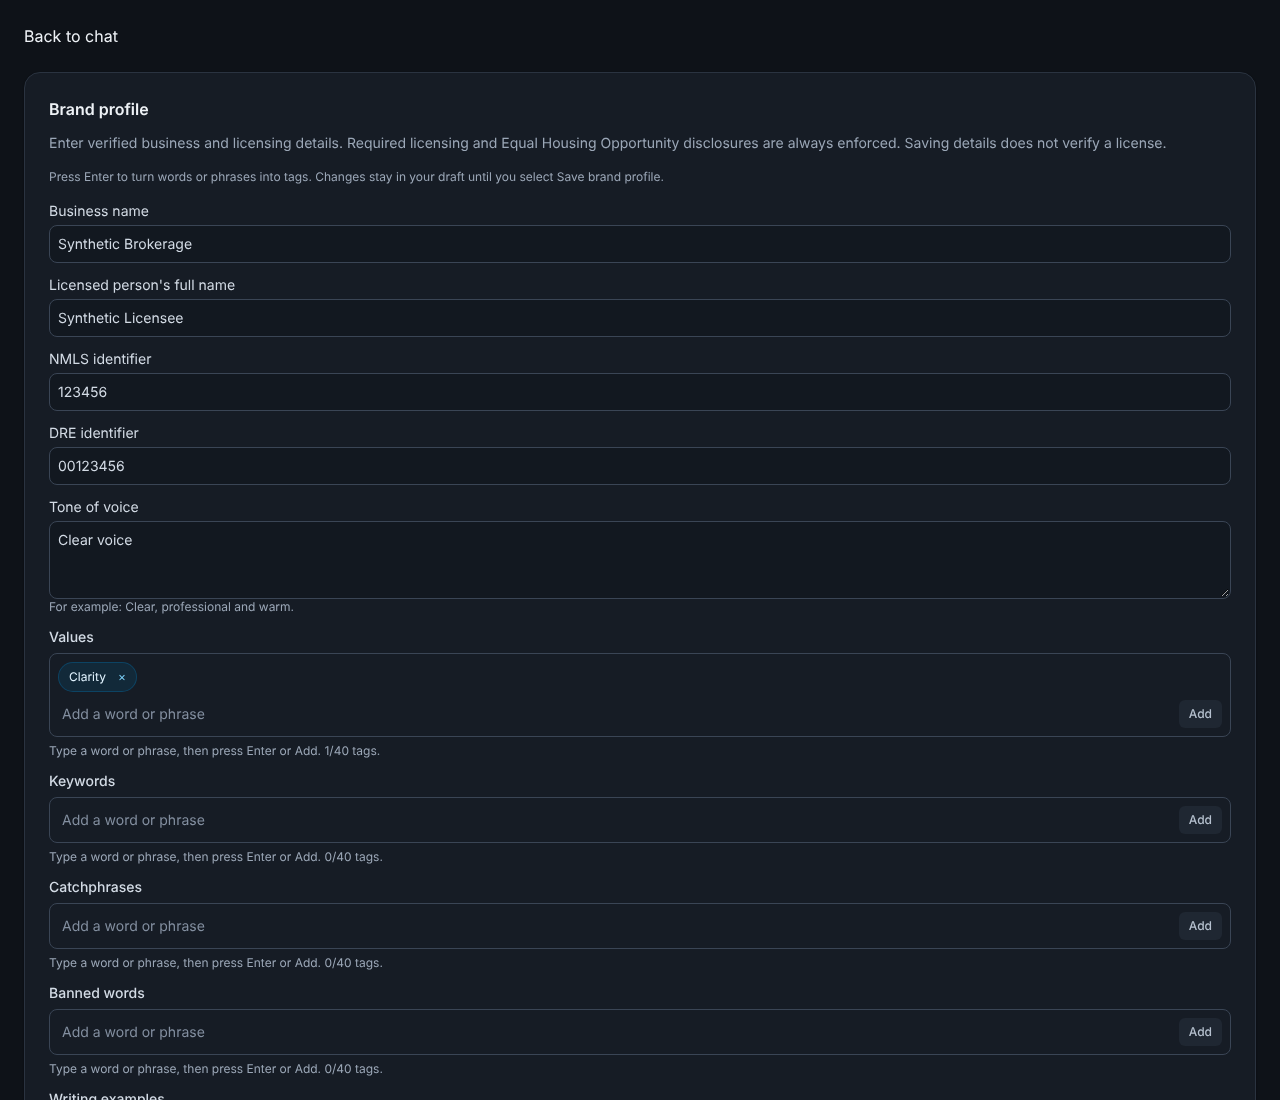 Back to chat
Brand profile
Enter verified business and licensing details. Required licensing and Equal Housing Opportunity disclosures are always enforced. Saving details does not verify a license.
Press Enter to turn words or phrases into tags. Changes stay in your draft until you select Save brand profile.
Business name
Synthetic Brokerage
Licensed person's full name
Synthetic Licensee
NMLS identifier
123456
DRE identifier
00123456
Tone of voice
Clear voice
For example: Clear, professional and warm.
Values
Clarity ×
Add a word or phrase Add
Type a word or phrase, then press Enter or Add. 1/40 tags.
Keywords
Add a word or phrase Add
Type a word or phrase, then press Enter or Add. 0/40 tags.
Catchphrases
Add a word or phrase Add
Type a word or phrase, then press Enter or Add. 0/40 tags.
Banned words
Add a word or phrase Add
Type a word or phrase, then press Enter or Add. 0/40 tags.
Writing examples